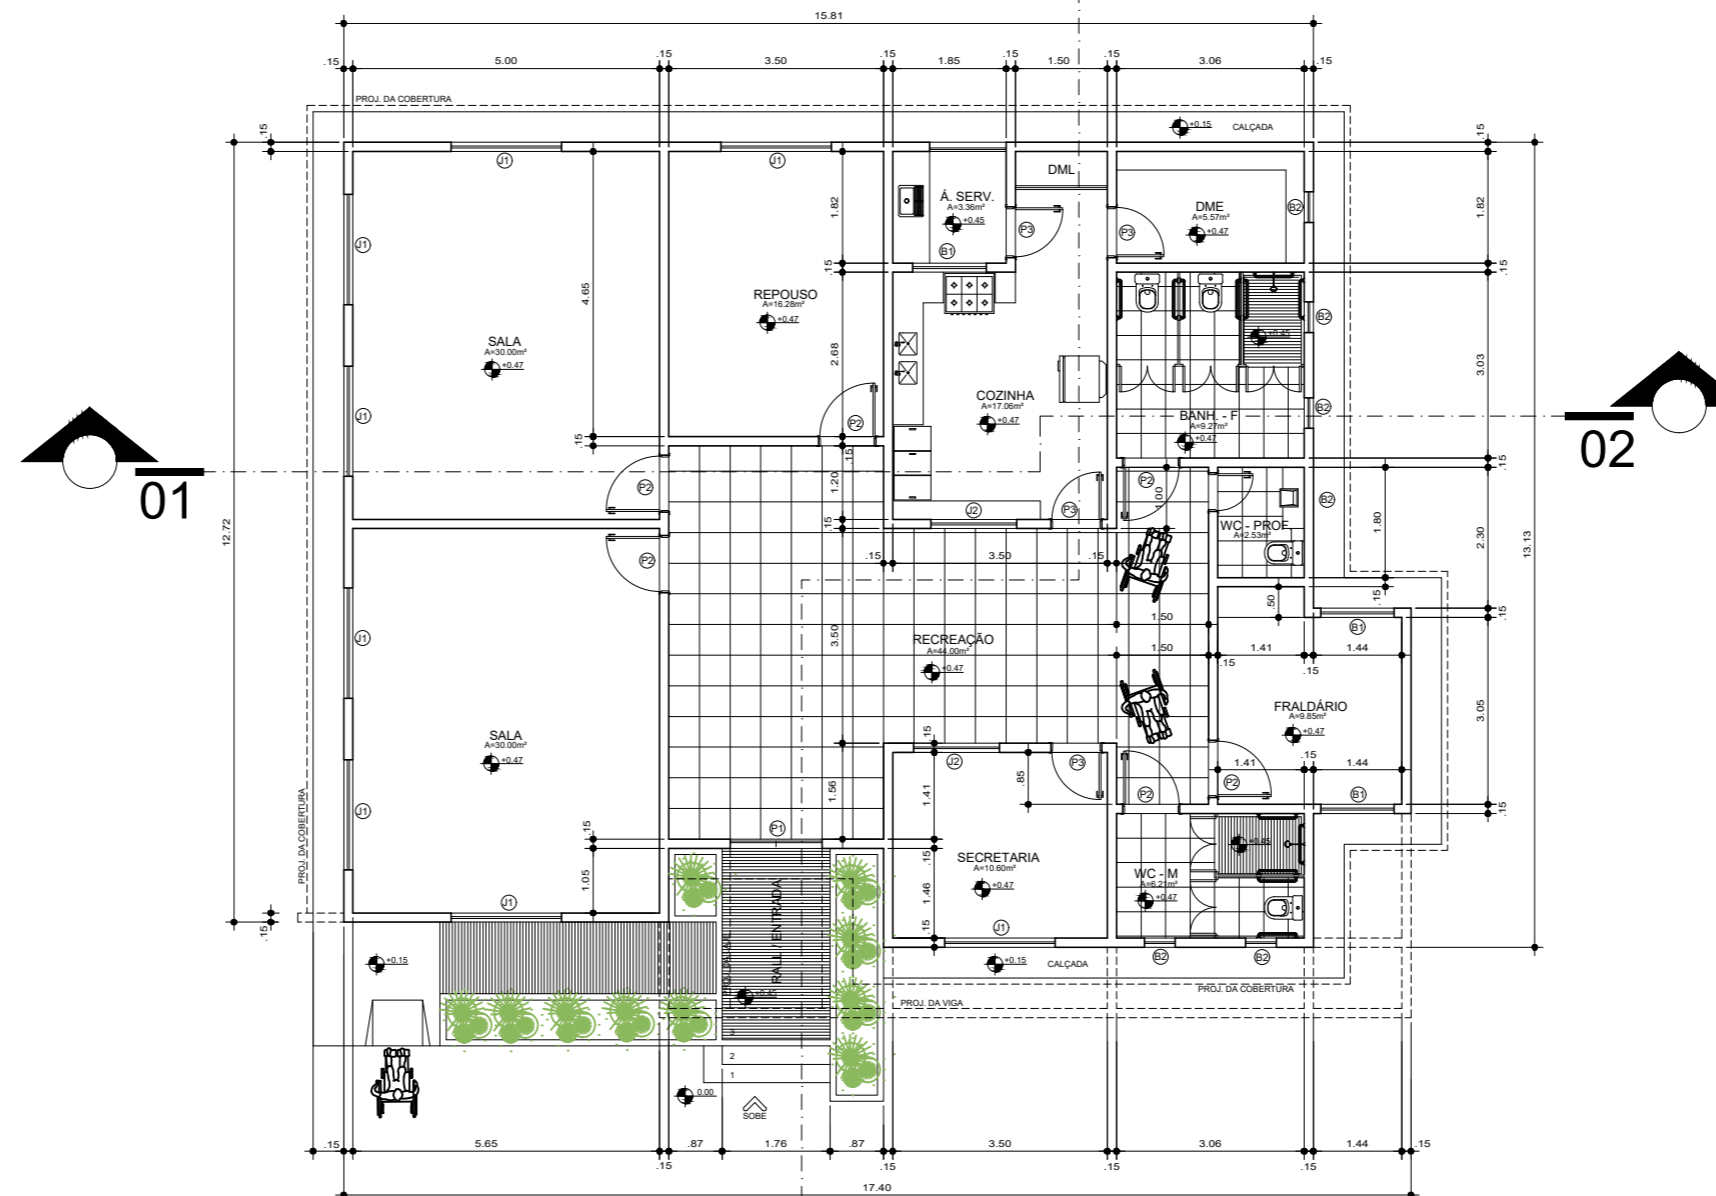 15.81
.15
5.00
.15
3.50
.15
1.85
.15
1.50
.15
3.06
.15
PROJ. DA COBERTURA
+0.15
CALÇADA
.15
.15
J1
J1
DML
Á. SERV.
A=3.36m²
+0.45
DME
A=5.57m²
+0.47
B2
1.82
1.82
P3
P3
J1
B1
.15
.15
4.65
REPOUSO
A=16.28m²
+0.47
SALA
A=30.00m²
+0.47
2.68
+0.45
B2
3.03
COZINHA
A=17.06m²
+0.47
J1
P2
BANH. - F
A=9.27m²
+0.47
B2
01
02
.15
.15
.15
1.20
P2
P2
1.00
J2
P3
B2
WC - PROF
A=2.53m²
1.80
2.30
12.72
13.13
.15
P2
.15
3.50
.15
.50
.15
.15
J1
3.50
RECREAÇÃO
A=44.00m²
+0.47
1.50
1.50
.15
1.41
.15
1.44
B1
FRALDÁRIO
A=9.85m²
+0.47
3.05
SALA
A=30.00m²
+0.47
.15
J2
P3
.85
1.41
P2
1.41
.15
1.44
P2
B1
.15
J1
PROJ. DA COBERTURA
1.56
P1
.15
.15
SECRETARIA
A=10.60m²
+0.47
+0.45
WC - M
A=6.21m²
+0.47
1.05
1.46
J1
J1
.15
.15
B2
B2
RALL / ENTRADA
+0.45
+0.15
+0.15
CALÇADA
PROJ. DA COBERTURA
PROJ. DA VIGA
3
2
1
0.00
SOBE
.15
5.65
.15
.87
1.76
.87
.15
3.50
.15
3.06
.15
1.44
.15
17.40